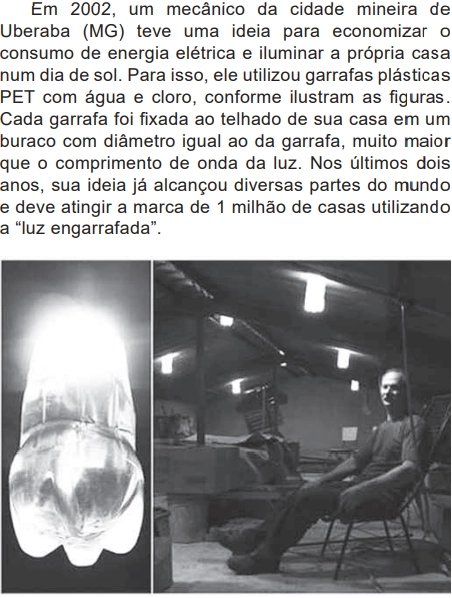 Em 2002, um mecânico da cidade mineira de
Uberaba (MG) teve uma ideia para economizar o
consumo de energia elétrica e iluminar a própria casa
num dia de sol. Para isso, ele utilizou garrafas plásticas
PET com água e cloro, conforme ilustram as figuras.
Cada garrafa foi fixada ao telhado de sua casa em um
buraco com diâmetro igual ao da garrafa, muito maior
que o comprimento de onda da luz. Nos últimos dois
anos, sua ideia já alcançou diversas partes do mundo
e deve atingir a marca de 1 milhão de casas utilizando
a “luz engarrafada”.